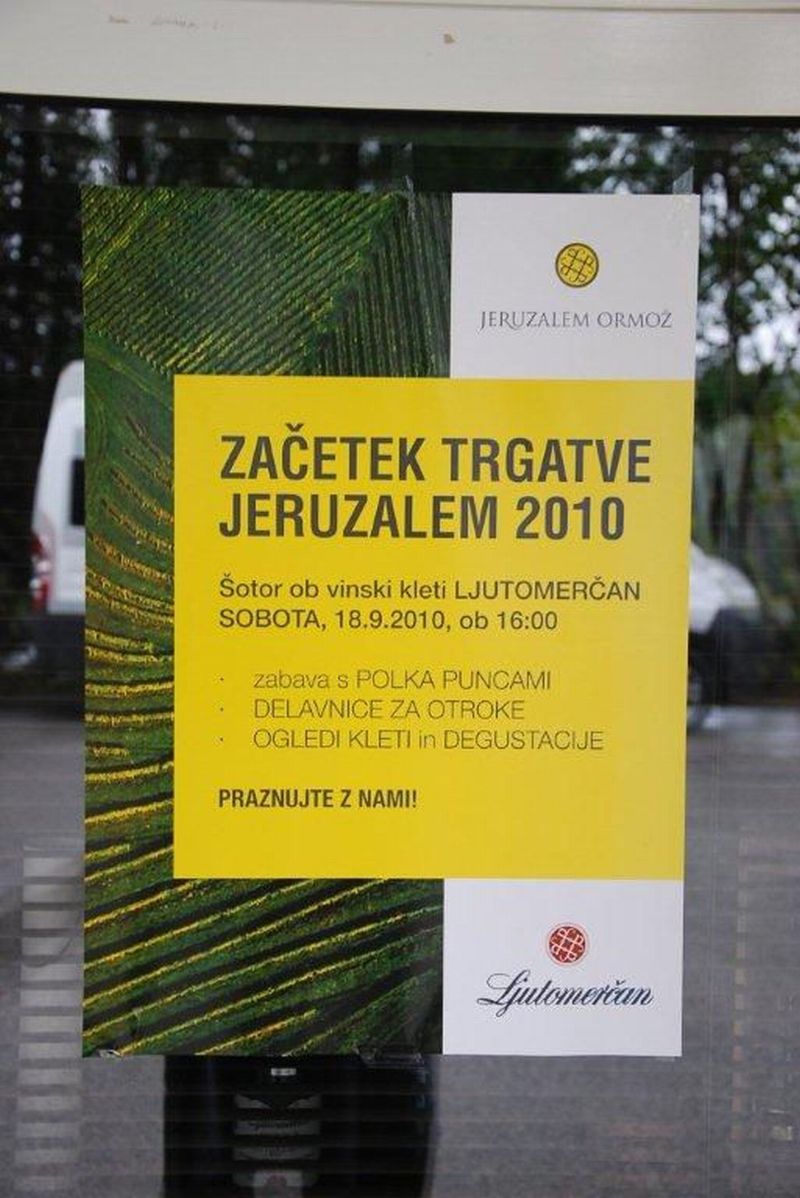 JERUZALEM ORMOŽ
ZAČETEK TRGATVE
JERUZALEM 2010
Šotor ob vinski kleti LJUTOMERČAN
SOBOTA, 18.9.2010, ob 16:00
· zabava s POLKA PUNCAMI
· DELAVNICE ZA OTROKE
· OGLEDI KLETI in DEGUSTACIJE
PRAZNUJTE Z NAMI!
Ljutomerčan